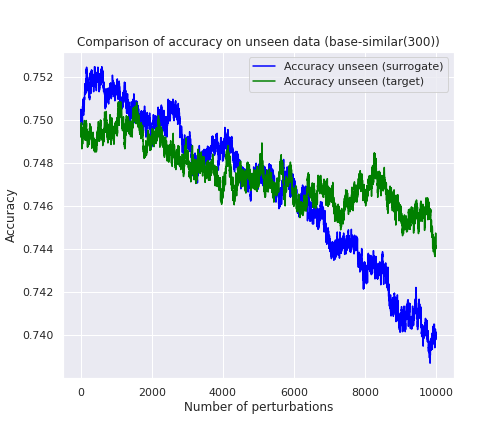 Comparison of accuracy on unseen data (base-similar(300))
Accuracy unseen (surrogate)
Accuracy unseen (target)
0.752
0.750
0.748
0.746
0.744
0.742
0.740
Accuracy
0 2000 4000 6000 8000 10000
Number of perturbations